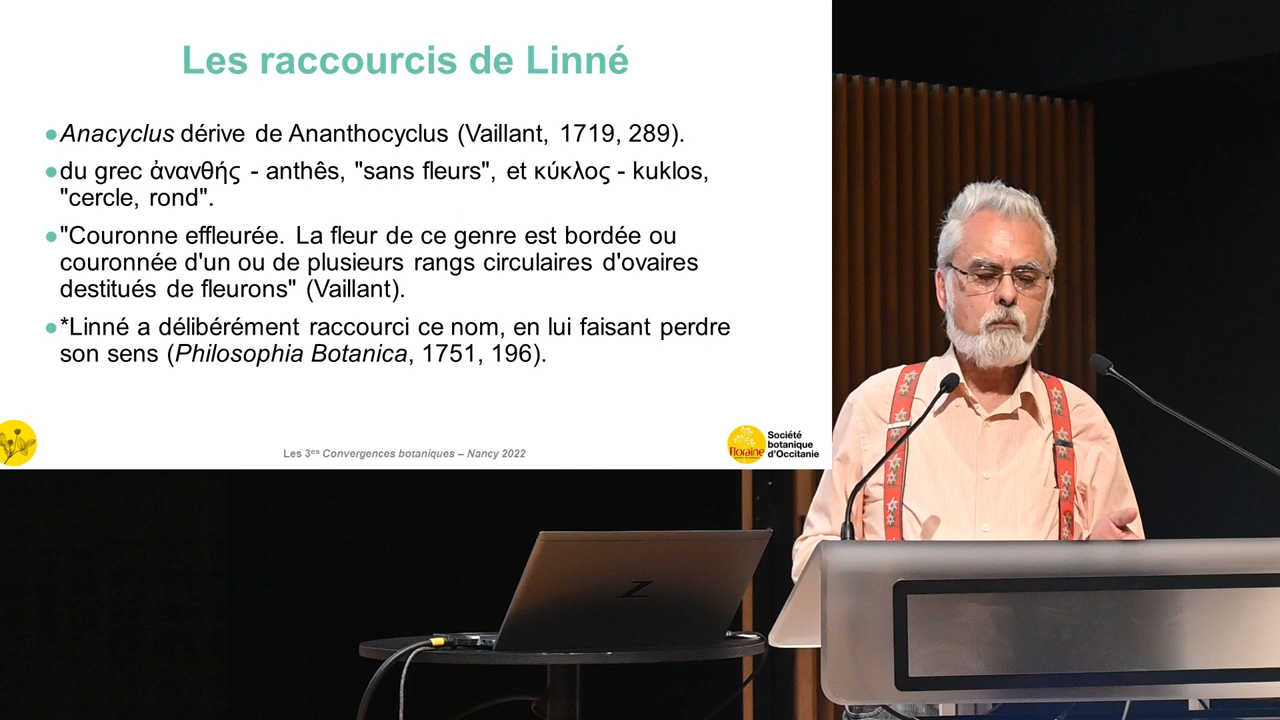 Les raccourcis de Linné
●Anacyclus dérive de Ananthocyclus (Vaillant, 1719, 289).
●du grec ἀνανθής - anthês, "sans fleurs", et κύκλος - kuklos,
"cercle, rond".
●"Couronne effleurée. La fleur de ce genre est bordée ou
couronnée d'un ou de plusieurs rangs circulaires d'ovaires
destitués de fleurons" (Vaillant).
●*Linné a délibérément raccourci ce nom, en lui faisant perdre
son sens (Philosophia Botanica, 1751, 196).
Les 3es Convergences botaniques – Nancy 2022
Floraine
Société
botanique
d'Occitanie